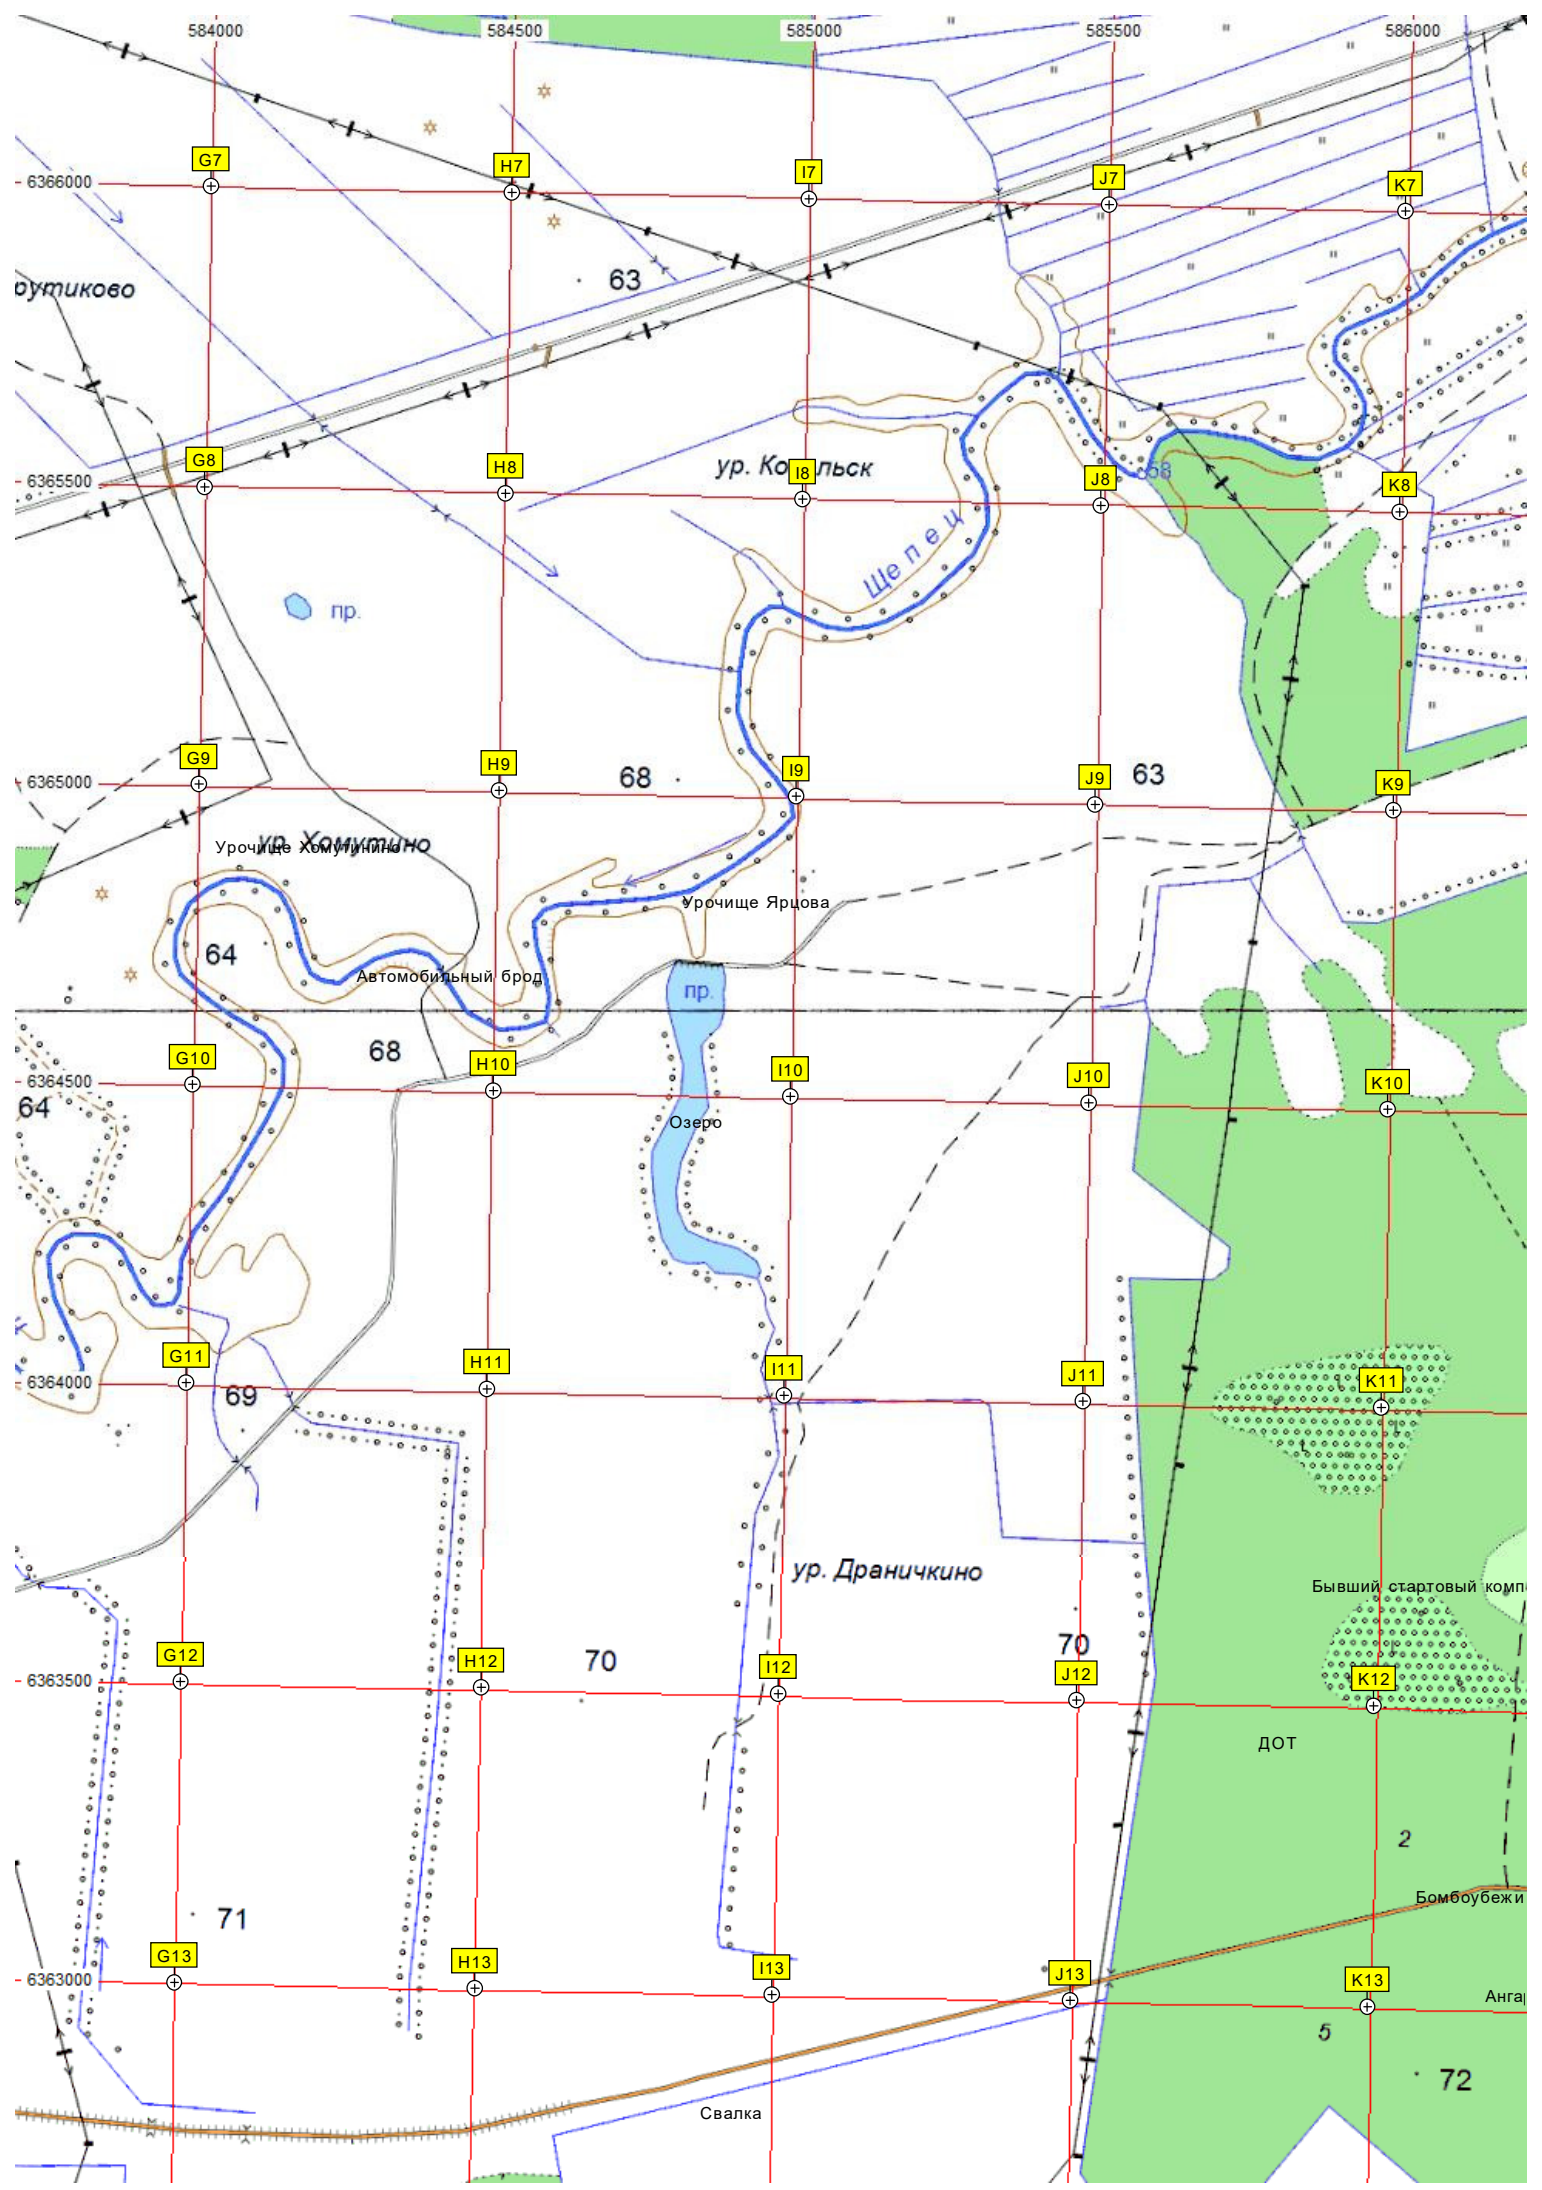 584000 584500 585000 585500 586000
G7 H7 I7 J7 K7
6366000
63
рутиково
G8 H8 I8 J8 K8
6365500
58
Щепец
пр.
G9 H9 I9 J9 K9
6365000
68
63
ур. Хомутино
Урочище Хомутинино
Урочище Ярцова
64
Автомобильный брод
пр.
68
G10 H10 I10 J10 K10
6364500
64
Озеро
G11 H11 I11 J11 K11
6364000
69
ур. Драничкино
Бывший стартовый комп
70
70
G12 H12 I12 J12 K12
6363500
ДОТ
2
Бомбоубежи
71
G13 H13 I13 J13 K13
6363000
Анга
5
72
Свалка